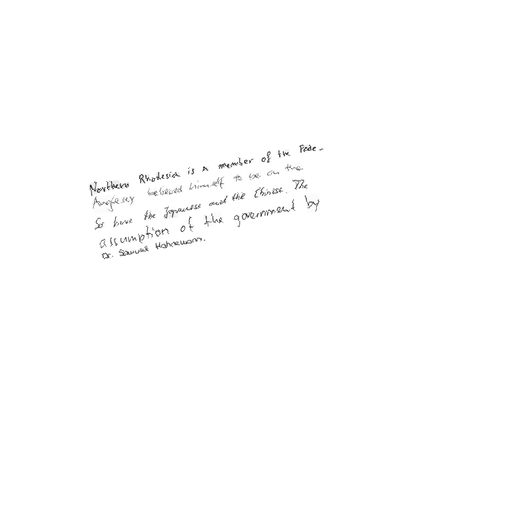 Northern Rhodesia is a member of the Fede-
Anglesey believed himself to be on the
So have the Japanese and the Chinese. The
assumption of the government by
Dr. Samuel Hahnemann.